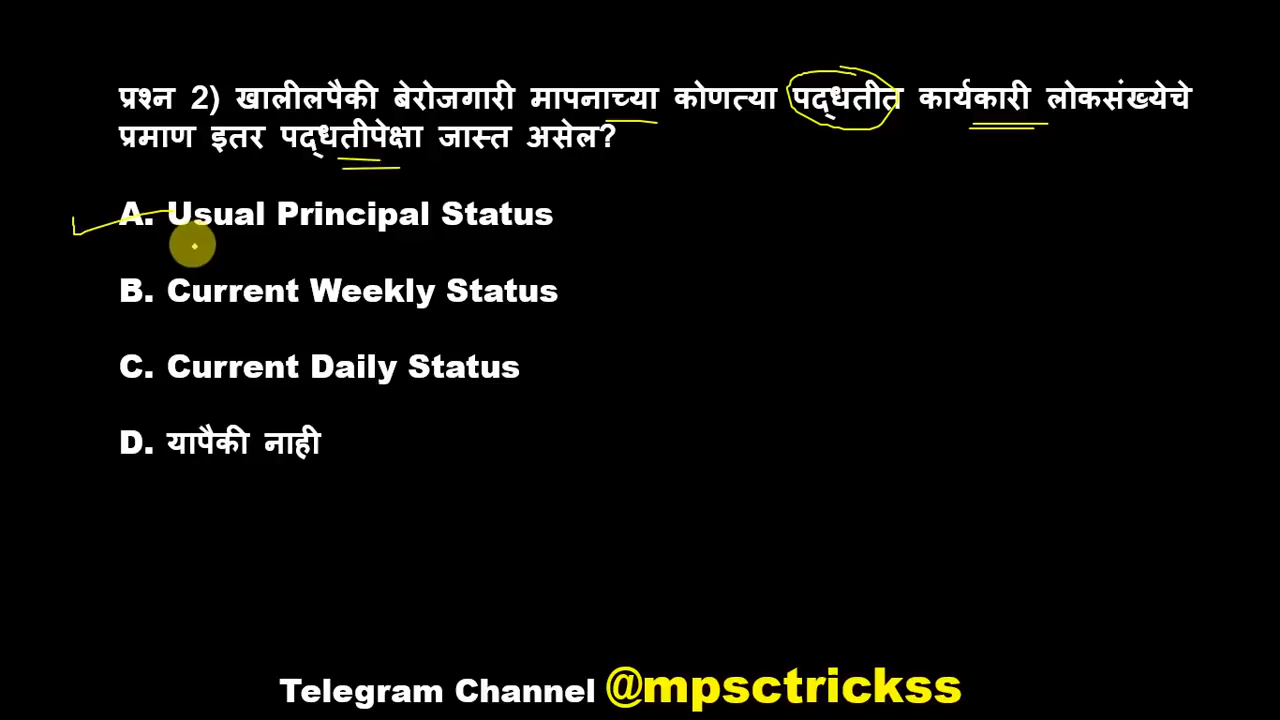 प्रश्न 2) खालीलपैकी बेरोजगारी मापनाच्या कोणत्या पद्धतीत कार्यकारी लोकसंख्येचे
प्रमाण इतर पद्धतीपेक्षा जास्त असेल?
A. Usual Principal Status
B. Current Weekly Status
C. Current Daily Status
D. यापैकी नाही
Telegram Channel @mpsctrickss